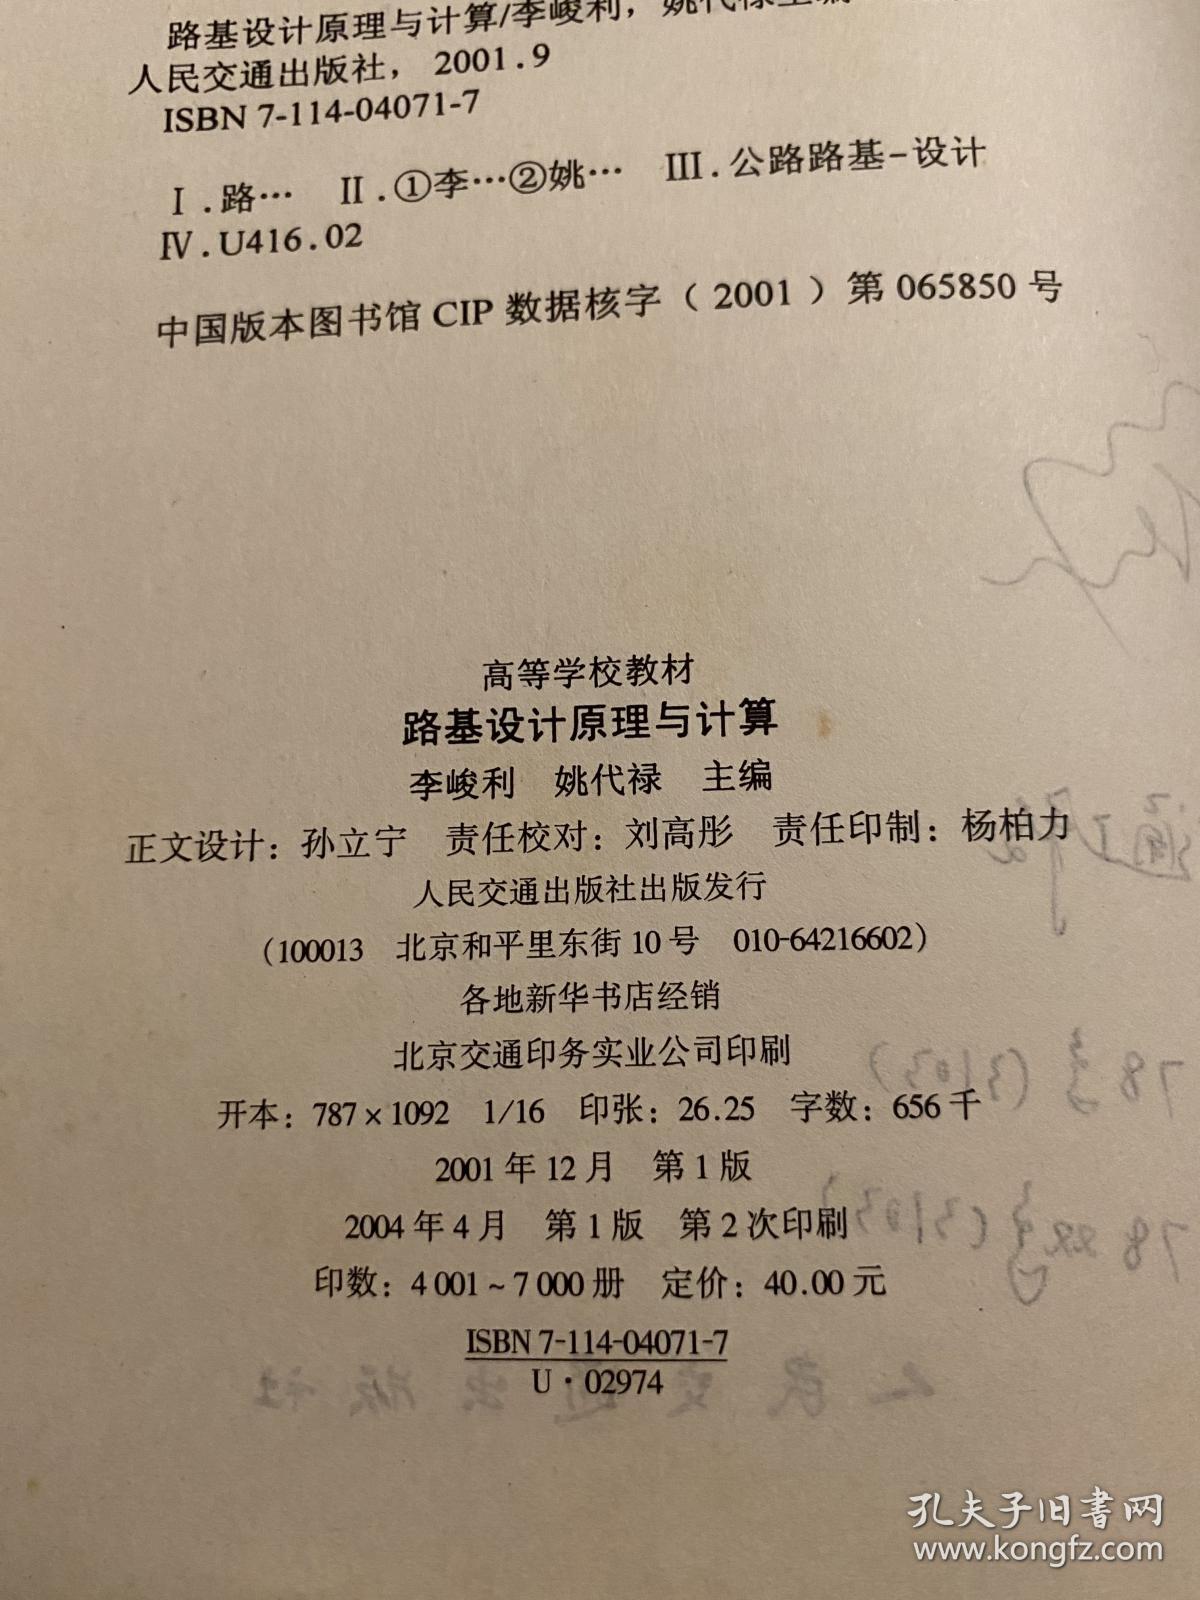 路基设计原理与计算/李峻利，姚代禄主编
人民交通出版社，2001.9
ISBN 7-114-04071-7
Ⅰ.路… Ⅱ.①李…②姚… Ⅲ.公路路基-设计
Ⅳ.U416.02
中国版本图书馆 CIP 数据核字（2001）第 065850 号
高等学校教材
路基设计原理与计算
李峻利 姚代禄 主编
正文设计：孙立宁 责任校对：刘高彤 责任印制：杨柏力
人民交通出版社出版发行
（100013 北京和平里东街 10 号 010-64216602）
各地新华书店经销
北京交通印务实业公司印刷
开本：787×1092 1/16 印张：26.25 字数：656 千
2001 年 12 月 第 1 版
2004 年 4 月 第 1 版 第 2 次印刷
印数：4 001~7 000 册 定价：40.00 元
ISBN 7-114-04071-7
U·02974
人民交通出版社
孔夫子旧书网
www.kongfz.com